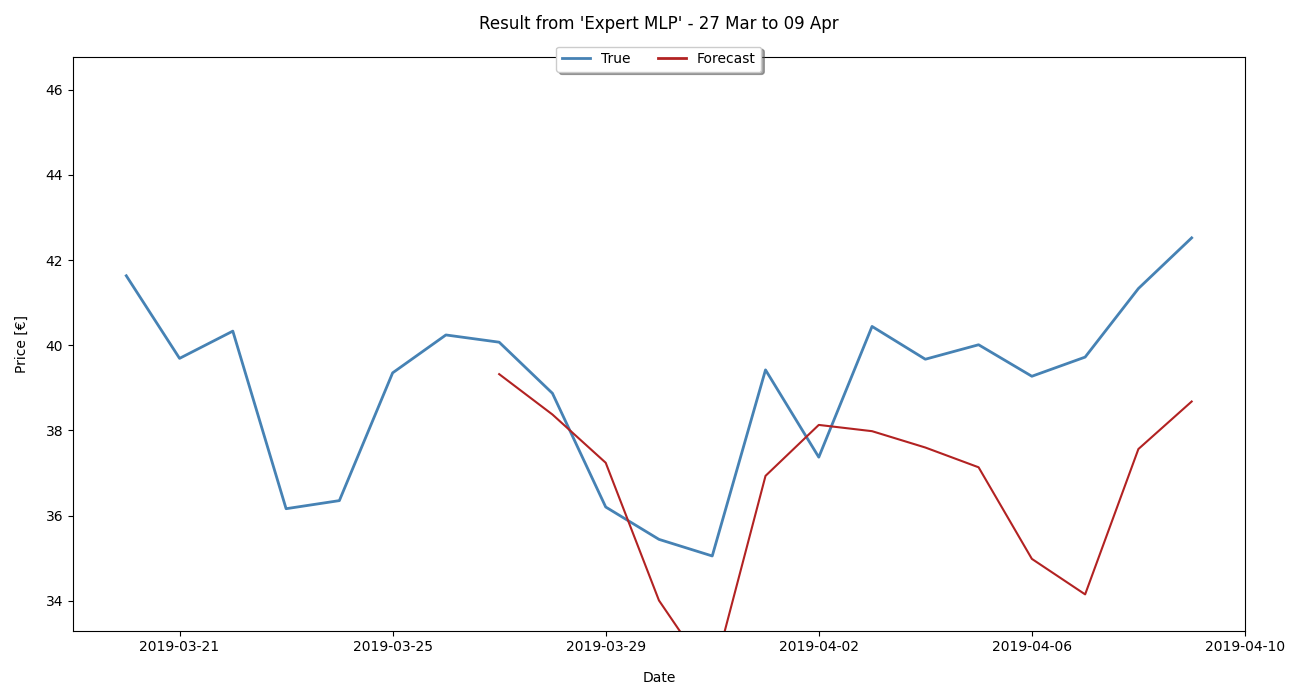 Result from 'Expert MLP' - 27 Mar to 09 Apr
True Forecast
46
44
42
40
38
36
34
Price [€]
2019-03-21 2019-03-25 2019-03-29 2019-04-02 2019-04-06 2019-04-10
Date